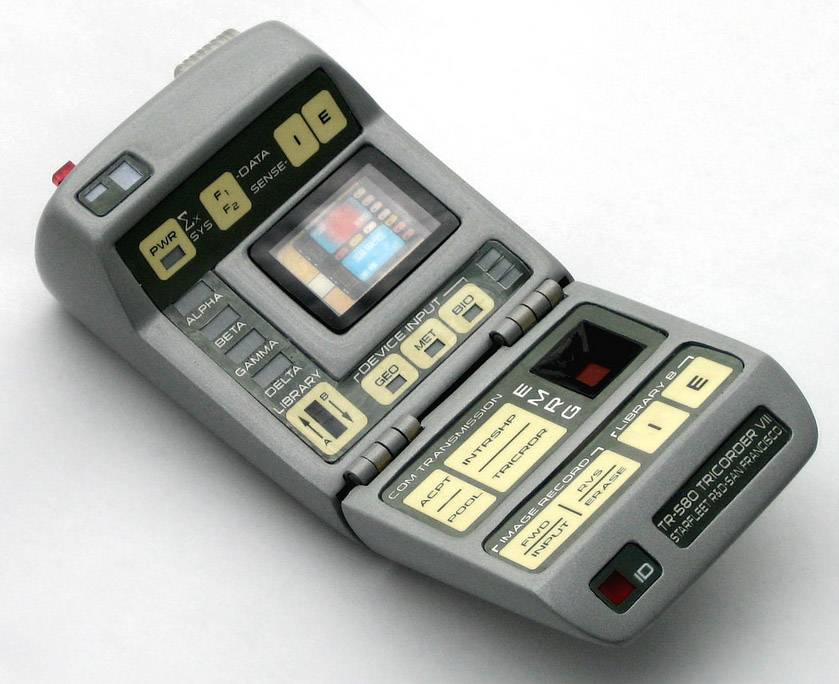 PWR
Σx
SYS
F1
F2
-DATA
SENSE-
I
E
ALPHA
BETA
GAMMA
DELTA
LIBRARY
A
B
DEVICE INPUT
GEO
MET
BIO
COM TRANSMISSION
ACPT
POOL
INTRSHP
TRICRDR
EMRG
IMAGE RECORD
FWD
INPUT
RVS
ERASE
LIBRARY B
I
E
TR-580 TRICORDER VII
STARFLEET R&D-SAN FRANCISCO
ID